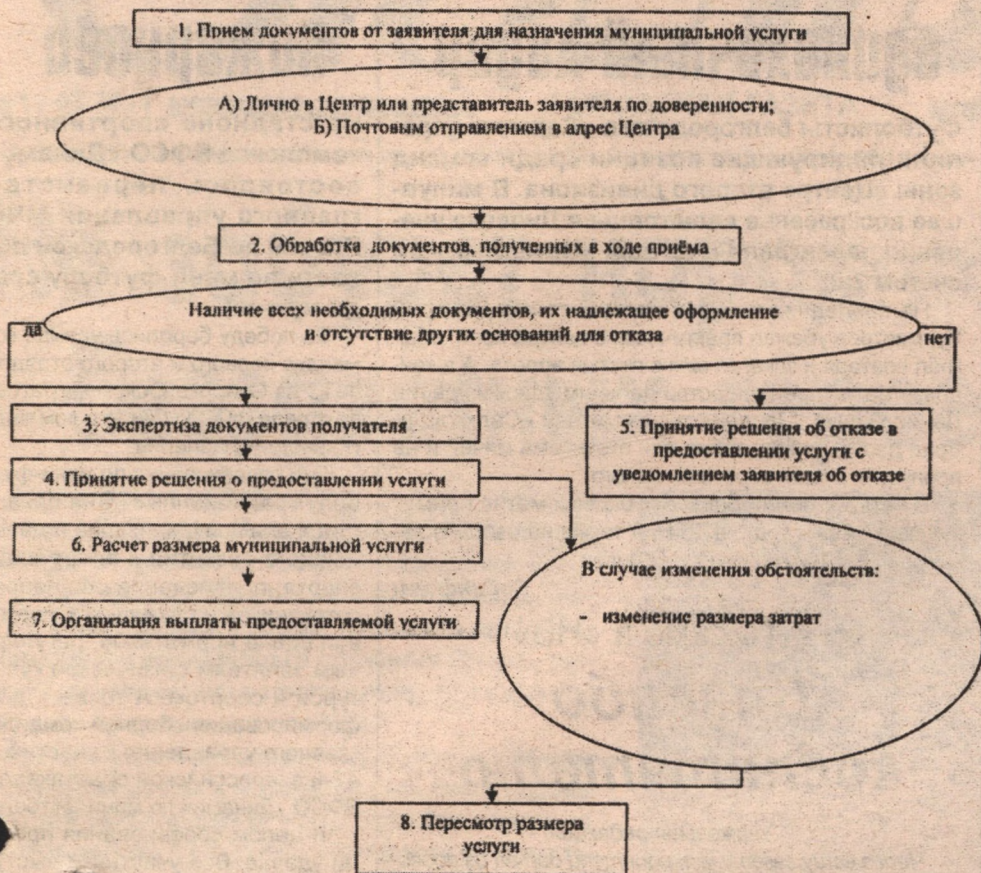 1. Прием документов от заявителя для назначения муниципальной услуги
А) Лично в Центр или представитель заявителя по доверенности;
Б) Почтовым отправлением в адрес Центра
2. Обработка документов, полученных в ходе приёма
Наличие всех необходимых документов, их надлежащее оформление
и отсутствие других оснований для отказа
да
нет
3. Экспертиза документов получателя
5. Принятие решения об отказе в
предоставлении услуги с
уведомлением заявителя об отказе
4. Принятие решения о предоставлении услуги
6. Расчет размера муниципальной услуги
В случае изменения обстоятельств:
7. Организация выплаты предоставляемой услуги
- изменение размера затрат
8. Пересмотр размера
услуги